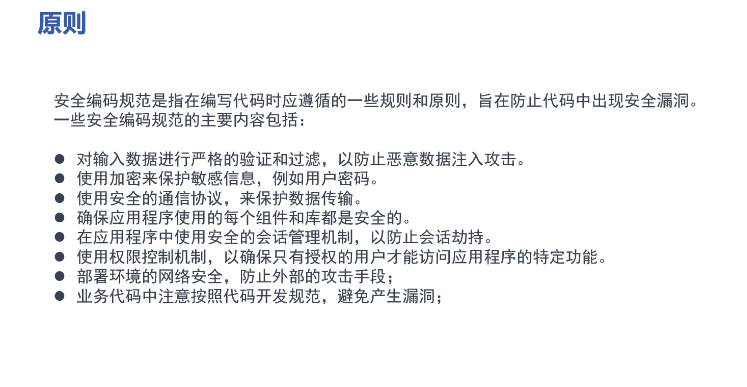 原则
安全编码规范是指在编写代码时应遵循的一些规则和原则，旨在防止代码中出现安全漏洞。
一些安全编码规范的主要内容包括：
● 对输入数据进行严格的验证和过滤，以防止恶意数据注入攻击。
● 使用加密来保护敏感信息，例如用户密码。
● 使用安全的通信协议，来保护数据传输。
● 确保应用程序使用的每个组件和库都是安全的。
● 在应用程序中使用安全的会话管理机制，以防止会话劫持。
● 使用权限控制机制，以确保只有授权的用户才能访问应用程序的特定功能。
● 部署环境的网络安全，防止外部的攻击手段；
● 业务代码中注意按照代码开发规范，避免产生漏洞；